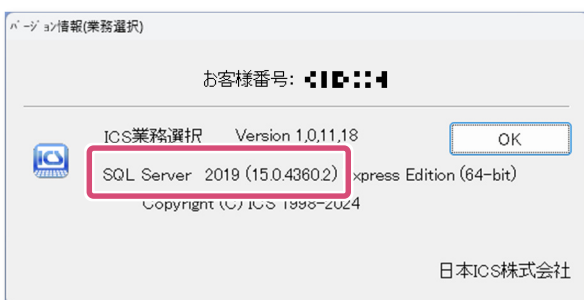 バージョン情報(業務選択)
お客様番号:
ICS業務選択 Version 1,0,11,18
OK
ICS
SQL Server 2019 (15.0.4360.2) xpress Edition (64-bit)
Copyright (C) ICS 1998-2024
日本ICS株式会社